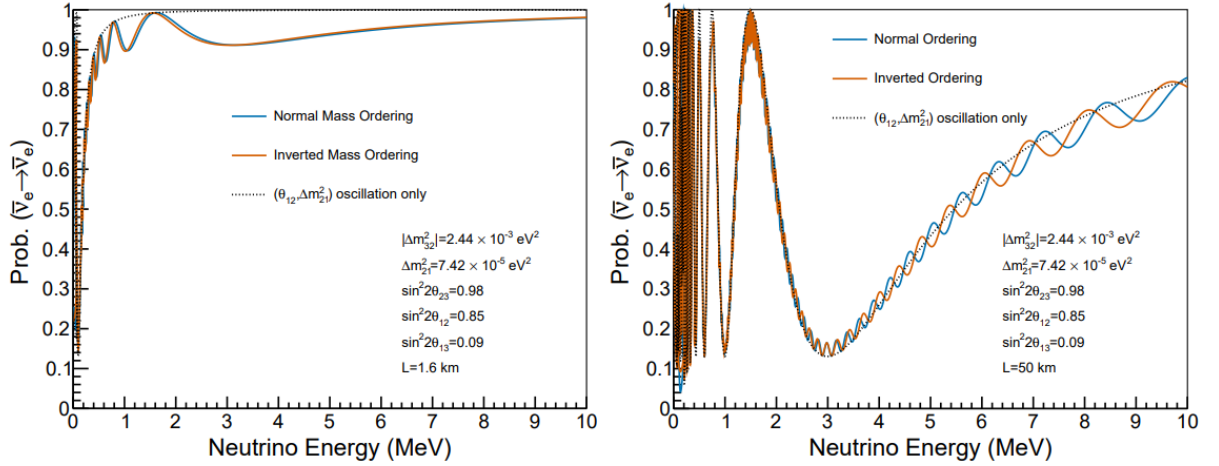 Prob. (ν̄ₑ→ν̄ₑ)
1
0.9
0.8
0.7
0.6
0.5
0.4
0.3
0.2
0.1
0
Normal Mass Ordering
Inverted Mass Ordering
(θ₁₂,Δm²₂₁) oscillation only
|Δm²₃₂|=2.44 × 10⁻³ eV²
Δm²₂₁=7.42 × 10⁻⁵ eV²
sin²2θ₂₃=0.98
sin²2θ₁₂=0.85
sin²2θ₁₃=0.09
L=1.6 km
0 1 2 3 4 5 6 7 8 9 10
Neutrino Energy (MeV)
Prob. (ν̄ₑ→ν̄ₑ)
1
0.9
0.8
0.7
0.6
0.5
0.4
0.3
0.2
0.1
0
Normal Ordering
Inverted Ordering
(θ₁₂,Δm²₂₁) oscillation only
|Δm²₃₂|=2.44 × 10⁻³ eV²
Δm²₂₁=7.42 × 10⁻⁵ eV²
sin²2θ₂₃=0.98
sin²2θ₁₂=0.85
sin²2θ₁₃=0.09
L=50 km
0 1 2 3 4 5 6 7 8 9 10
Neutrino Energy (MeV)